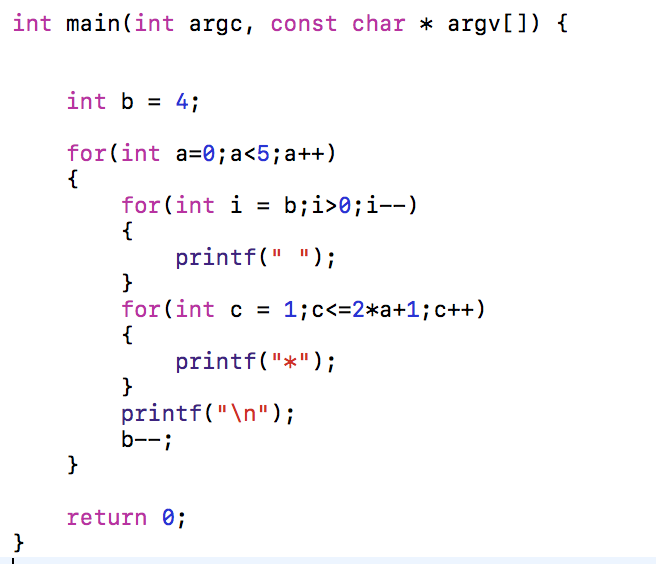 int main(int argc, const char * argv[]) {
    int b = 4;
    for(int a=0;a<5;a++)
    {
        for(int i = b;i>0;i--)
        {
            printf(" ");
        }
        for(int c = 1;c<=2*a+1;c++)
        {
            printf("*");
        }
        printf("\n");
        b--;
    }
    return 0;
}